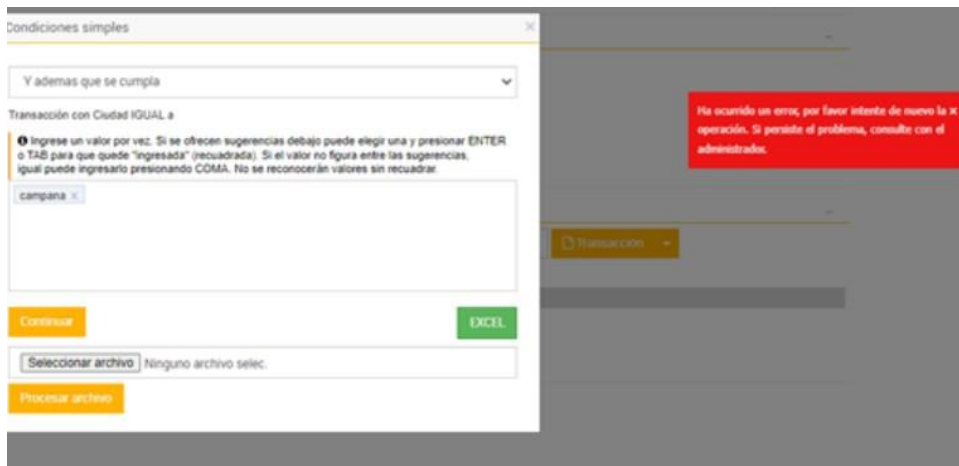 Condiciones simples ×
Y ademas que se cumpla
Transacción con Ciudad IGUAL a
Ingrese un valor por vez. Si se ofrecen sugerencias debajo puede elegir una y presionar ENTER
o TAB para que quede "ingresada" (recuadrada). Si el valor no figura entre las sugerencias,
igual puede ingresarlo presionando COMA. No se reconocerán valores sin recuadrar.
campana ×
Continuar
EXCEL
Seleccionar archivo Ninguno archivo selec.
Procesar archivo
Ha ocurrido un error, por favor intente de nuevo la ×
operación. Si persiste el problema, consulte con el
administrador.
Transacción